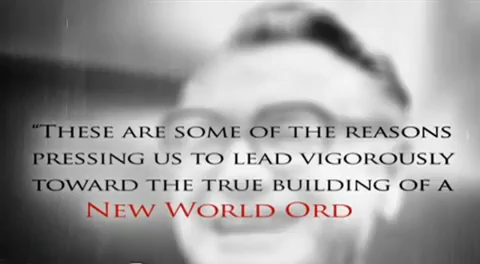 “These are some of the reasons
pressing us to lead vigorously
toward the true building of a
New World Ord